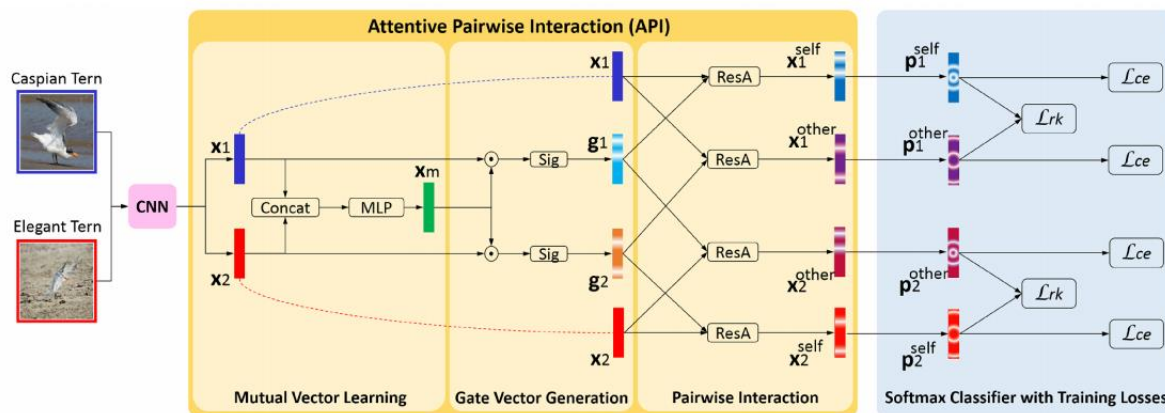 Attentive Pairwise Interaction (API)
Caspian Tern
Elegant Tern
CNN
x1
x2
Concat
MLP
xm
Sig
Sig
x1
g1
g2
x2
ResA
ResA
ResA
ResA
x1 self
x1 other
x2 other
x2 self
p1 self
p1 other
p2 other
p2 self
ℒce
ℒrk
ℒce
ℒce
ℒrk
ℒce
Mutual Vector Learning
Gate Vector Generation
Pairwise Interaction
Softmax Classifier with Training Losses